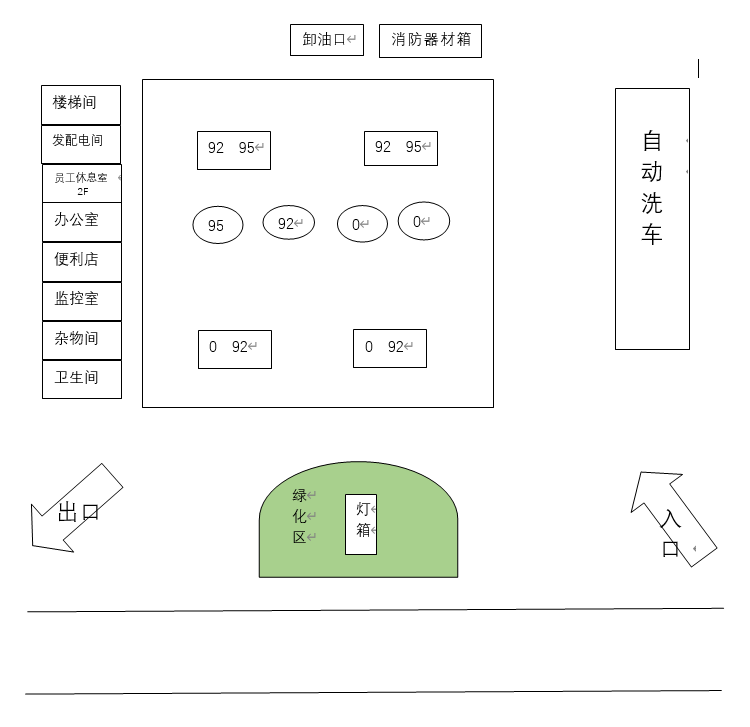 卸油口
消防器材箱
楼梯间
发配电间
员工休息室
2F
办公室
便利店
监控室
杂物间
卫生间
92 95
92 95
95
92
0
0
0 92
0 92
自
动
洗
车
出口
绿
化
区
灯
箱
入
口